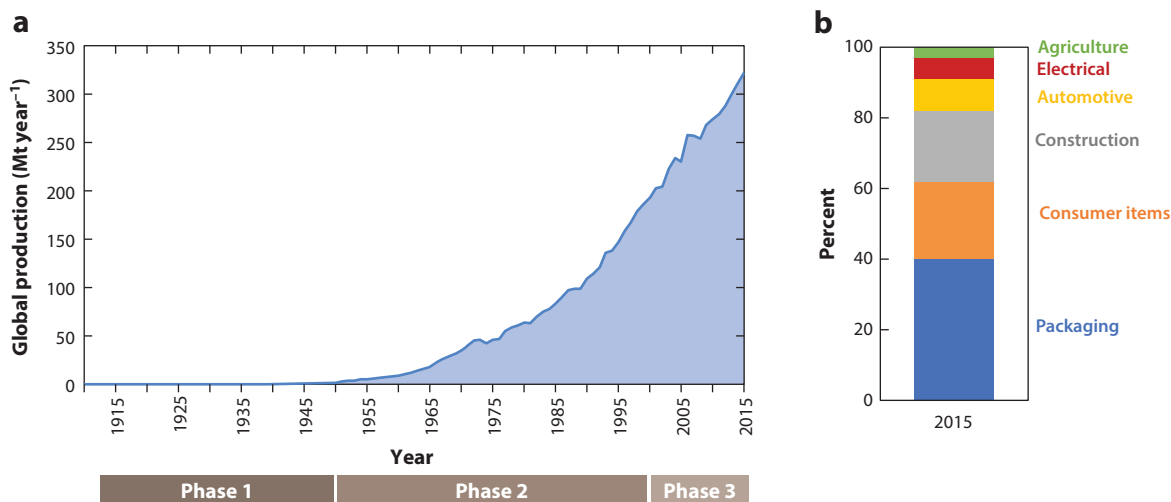 a
350
300
250
200
150
100
50
0
Global production (Mt year⁻¹)
1915
1925
1935
1945
1955
1965
1975
1985
1995
2005
2015
Year
Phase 1
Phase 2
Phase 3
b
100
80
60
40
20
0
Percent
Agriculture
Electrical
Automotive
Construction
Consumer items
Packaging
2015